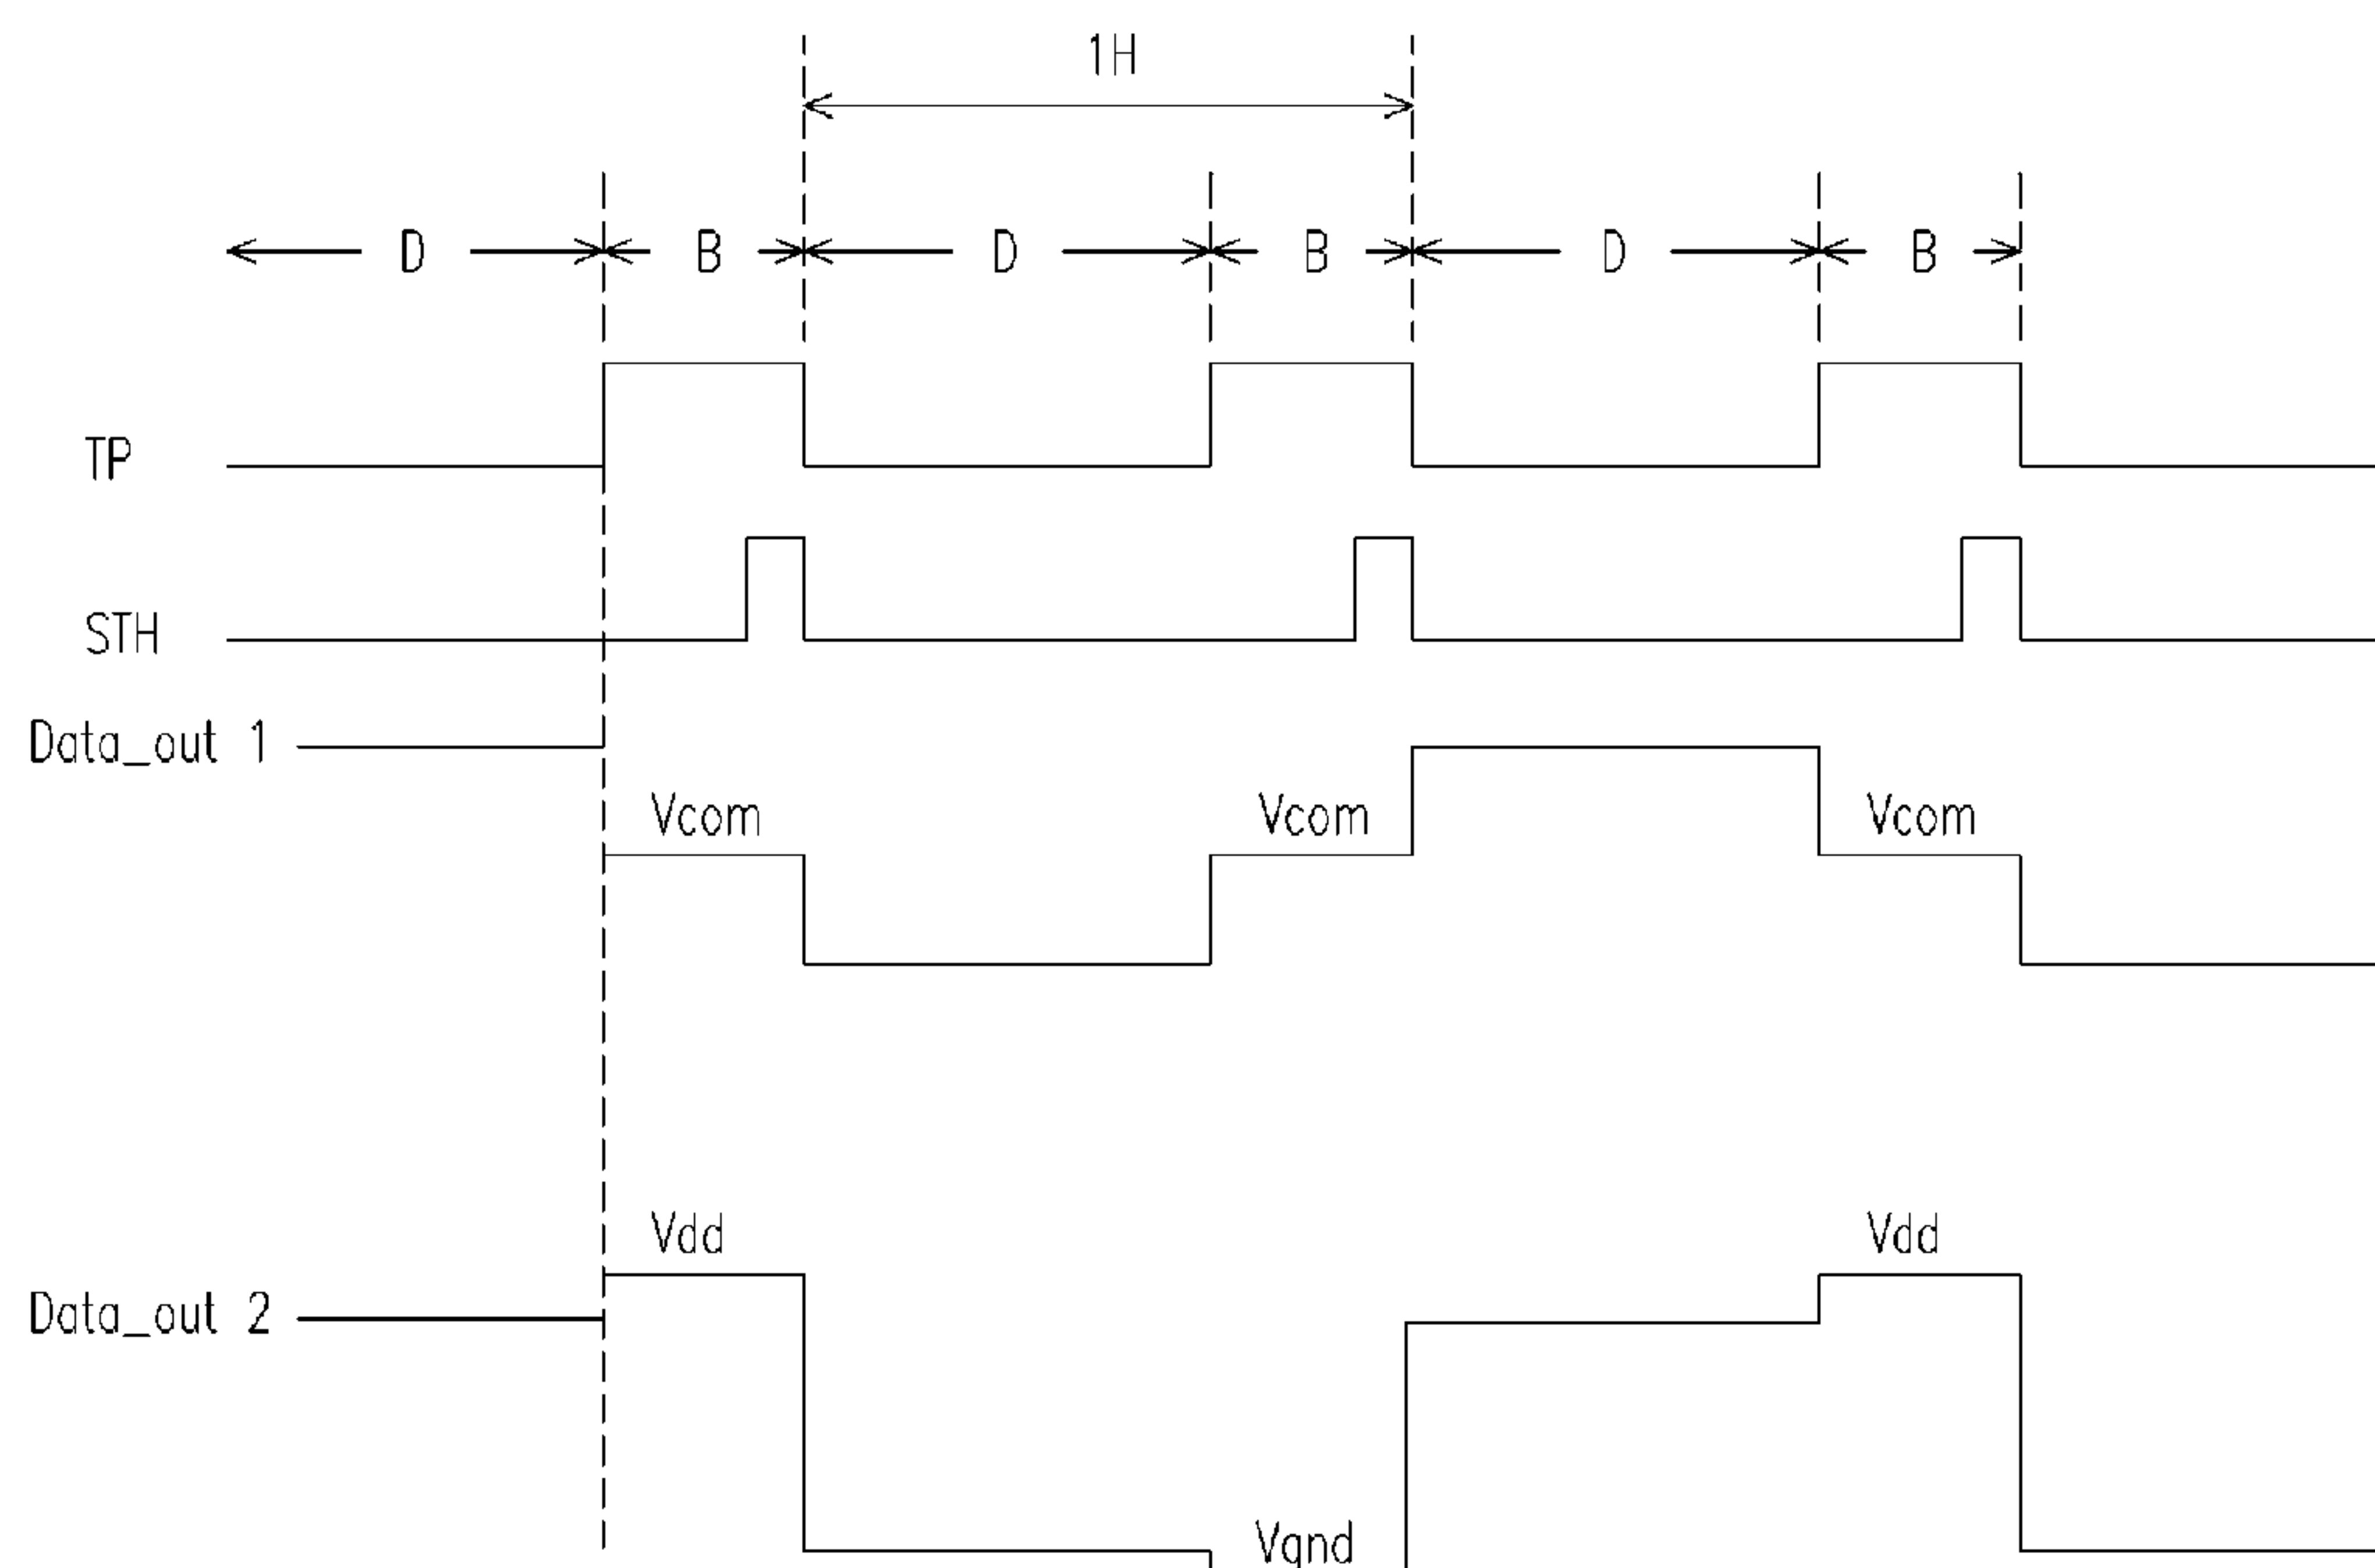 1H
D B D B D B
TP
STH
Data_out 1
Vcom Vcom Vcom
Vdd Vdd
Data_out 2
Vgnd